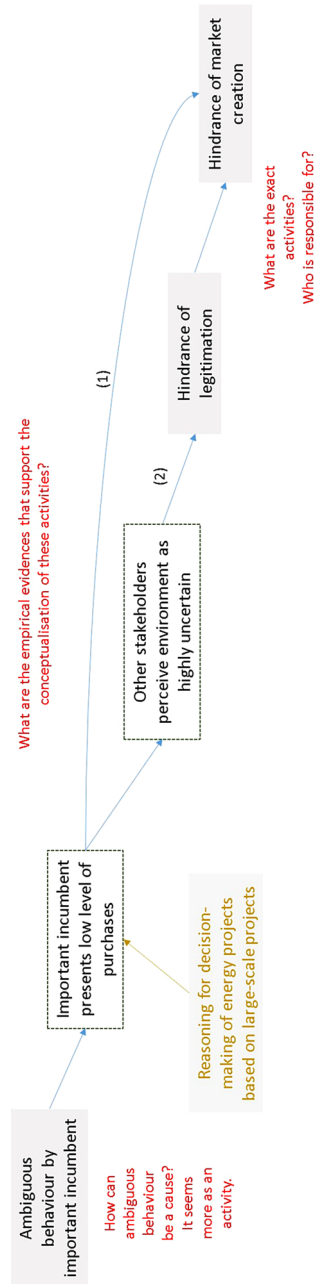 Ambiguous
behaviour by
important incumbent
How can
ambiguous
behaviour
be a cause?
It seems
more as an
activity.
Important incumbent
presents low level of
purchases
Reasoning for decision-
making of energy projects
based on large-scale projects
What are the empirical evidences that support the
conceptualisation of these activities?
(1)
Other stakeholders
perceive environment as
highly uncertain
(2)
Hindrance of
legitimation
Hindrance of market
creation
What are the exact
activities?
Who is responsible for?